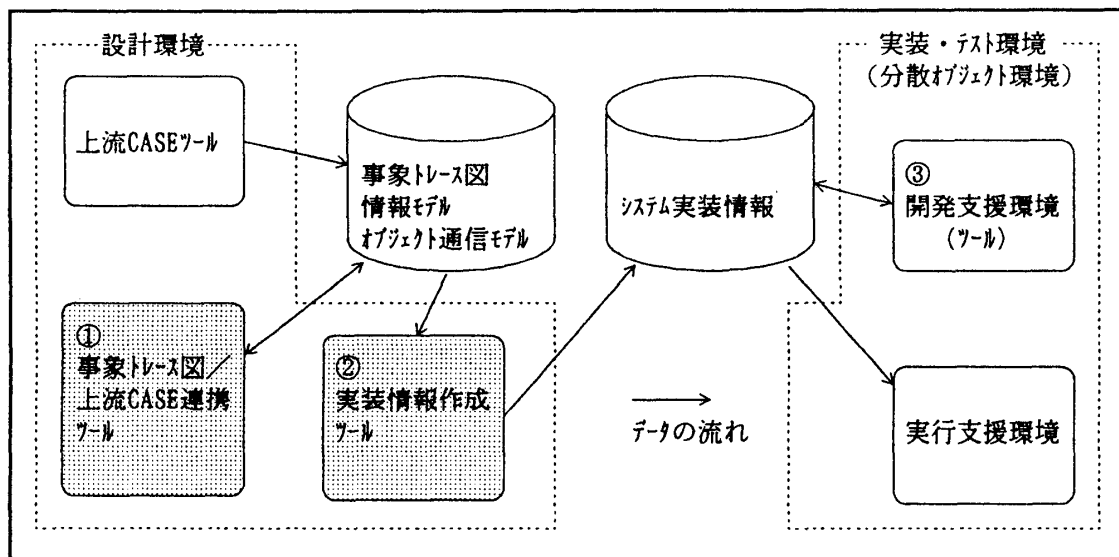 設計環境
実装・ﾃｽﾄ環境
（分散ｵﾌﾞｼﾞｪｸﾄ環境）
上流CASEﾂｰﾙ
事象ﾄﾚｰｽ図
情報ﾓﾃﾞﾙ
ｵﾌﾞｼﾞｪｸﾄ通信ﾓﾃﾞﾙ
ｼｽﾃﾑ実装情報
③
開発支援環境
（ﾂｰﾙ）
①
事象ﾄﾚｰｽ図／
上流CASE連携
ﾂｰﾙ
②
実装情報作成
ﾂｰﾙ
ﾃﾞｰﾀの流れ
実行支援環境